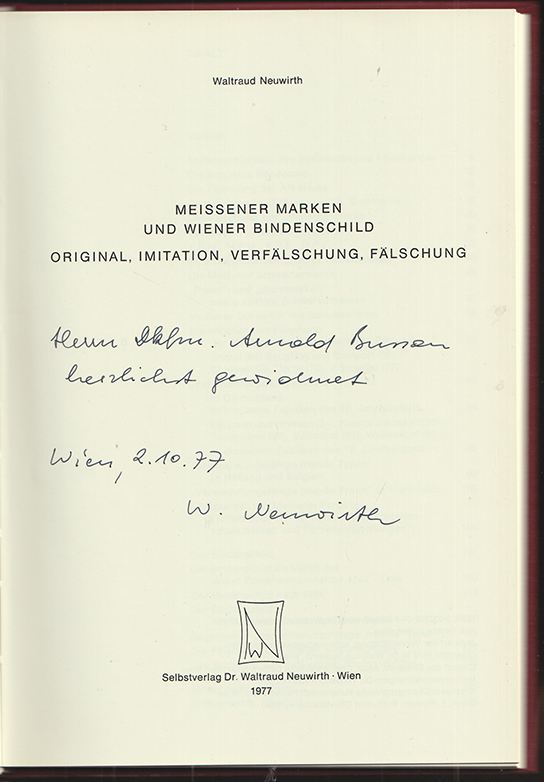 Waltraud Neuwirth
MEISSENER MARKEN
UND WIENER BINDENSCHILD
ORIGINAL, IMITATION, VERFÄLSCHUNG, FÄLSCHUNG
Herrn Dkfm. Arnold
herzlichst gewidmet
Wien, 2.10.77
W. Neuwirth
NW
Selbstverlag Dr. Waltraud Neuwirth · Wien
1977